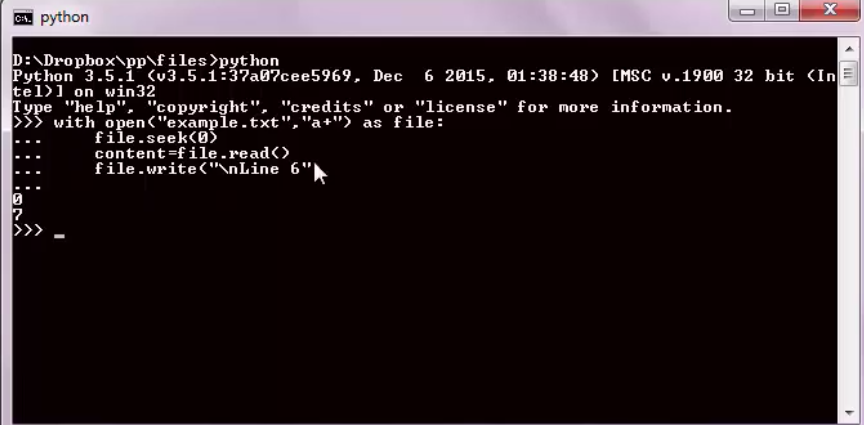 python
D:\Dropbox\pp\files>python
Python 3.5.1 (v3.5.1:37a07cee5969, Dec  6 2015, 01:38:48) [MSC v.1900 32 bit (In
tel)] on win32
Type "help", "copyright", "credits" or "license" for more information.
>>> with open("example.txt","a+") as file:
...     file.seek(0)
...     content=file.read()
...     file.write("\nLine 6"
...
0
7
>>> _